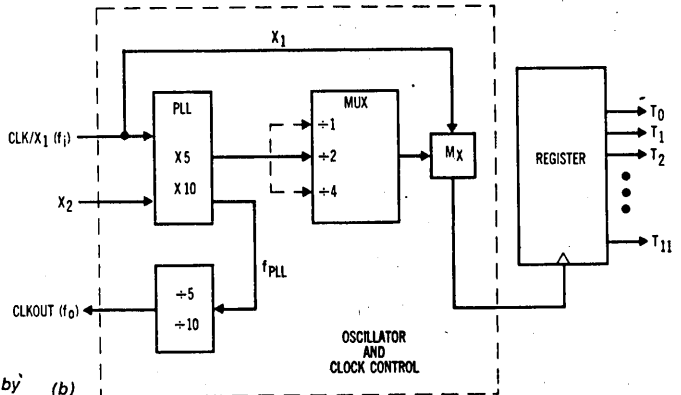 X1
PLL
MUX
÷1
CLK/X1 (fi)
T0
T1
X5
÷2
MX
REGISTER
T2
X10
X2
÷4
T11
fPLL
÷5
CLKOUT (fo)
÷10
OSCILLATOR
AND
CLOCK CONTROL
by (b)